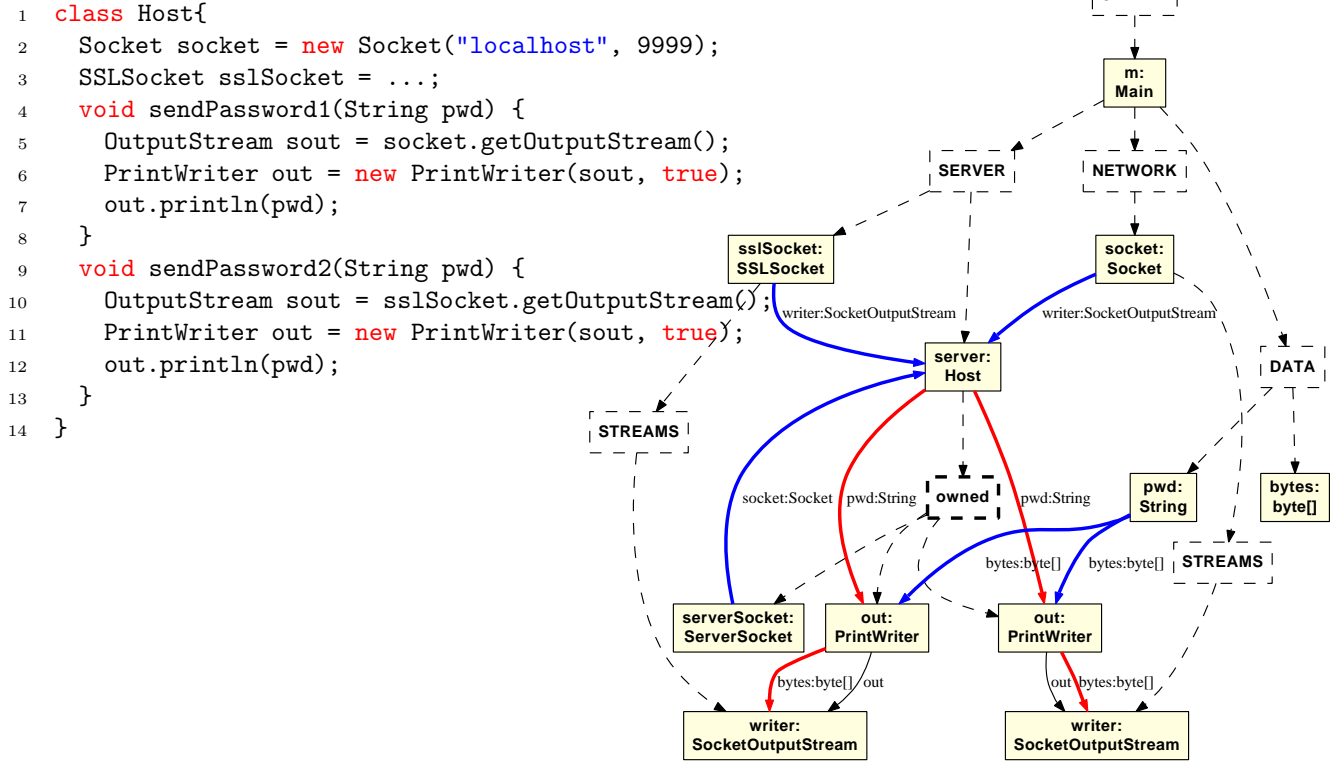 1 class Host{
2 Socket socket = new Socket("localhost", 9999);
3 SSLSocket sslSocket = ...;
4 void sendPassword1(String pwd) {
5 OutputStream sout = socket.getOutputStream();
6 PrintWriter out = new PrintWriter(sout, true);
7 out.println(pwd);
8 }
9 void sendPassword2(String pwd) {
10 OutputStream sout = sslSocket.getOutputStream();
11 PrintWriter out = new PrintWriter(sout, true);
12 out.println(pwd);
13 }
14 }
m:
Main
SERVER
NETWORK
sslSocket:
SSLSocket
socket:
Socket
writer:SocketOutputStream
writer:SocketOutputStream
server:
Host
DATA
STREAMS
socket:Socket
pwd:String
owned
pwd:String
pwd:
String
bytes:
byte[]
bytes:byte[]
bytes:byte[]
STREAMS
serverSocket:
ServerSocket
out:
PrintWriter
out:
PrintWriter
bytes:byte[]
out
out
bytes:byte[]
writer:
SocketOutputStream
writer:
SocketOutputStream